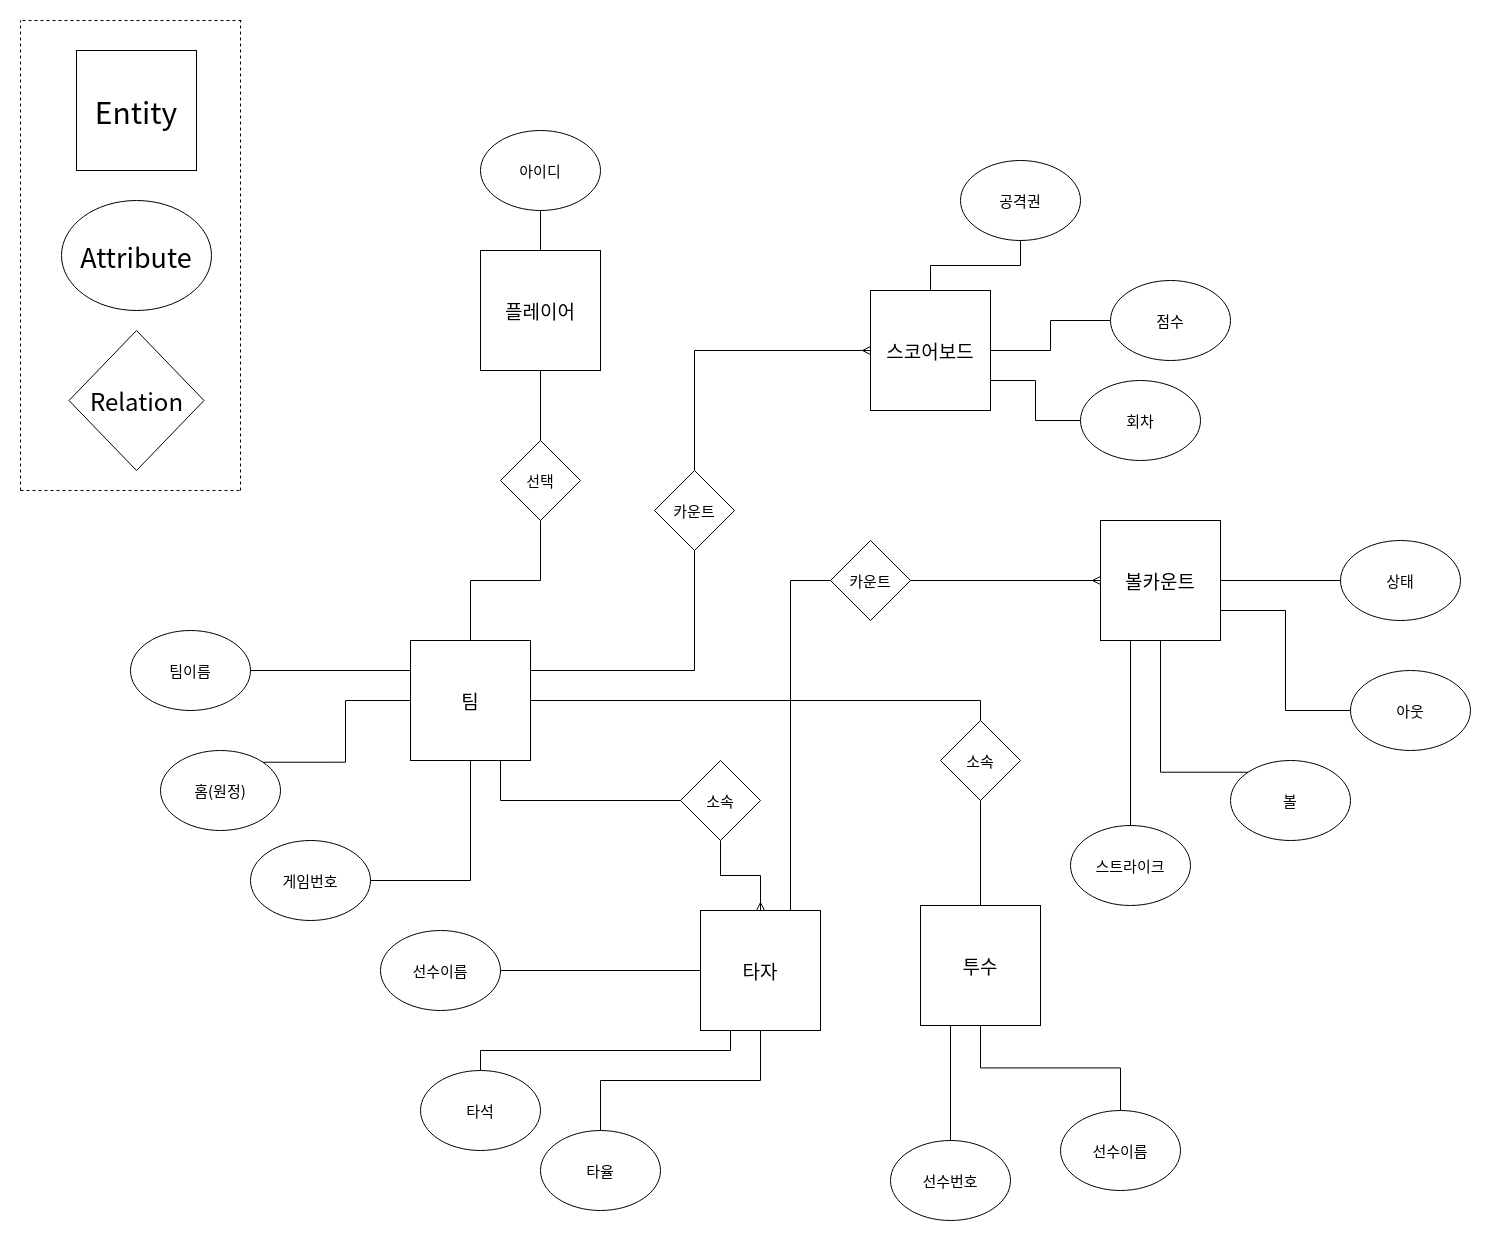 Entity
Attribute
Relation
아이디
플레이어
선택
공격권
스코어보드
점수
회차
카운트
카운트
볼카운트
상태
아웃
볼
스트라이크
팀이름
팀
홈(원정)
게임번호
소속
소속
선수이름
타자
타석
타율
투수
선수번호
선수이름